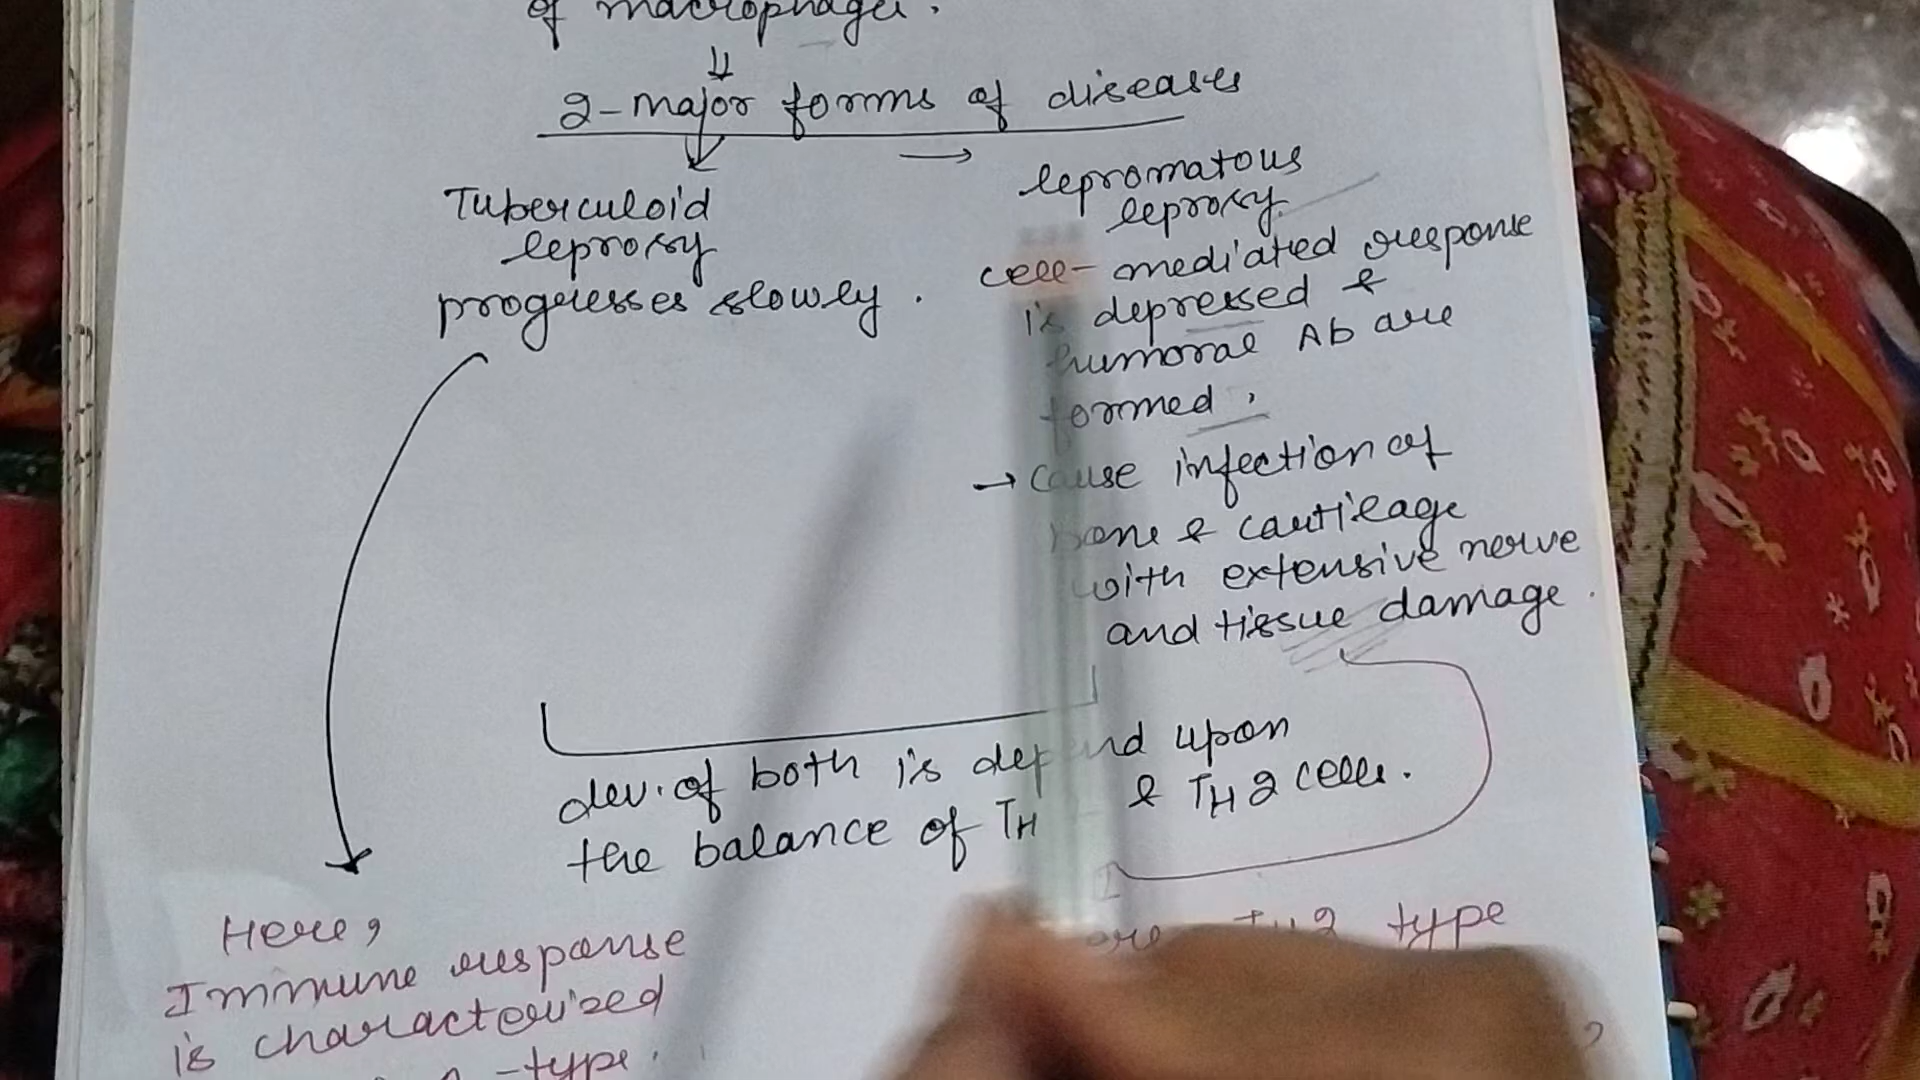 of macrophages.
2-major forms of diseases
Tuberculoid
leprosy
progresses slowly.
lepromatous
leprosy.
cell-mediated response
is depressed &
humoral Ab are
formed.
→ cause infection of
bone & cartilage
with extensive nerve
and tissue damage.
dev. of both is depend upon
the balance of TH & TH2 cells.
Here,
Immune response
is characterized
-type.
TH2 type